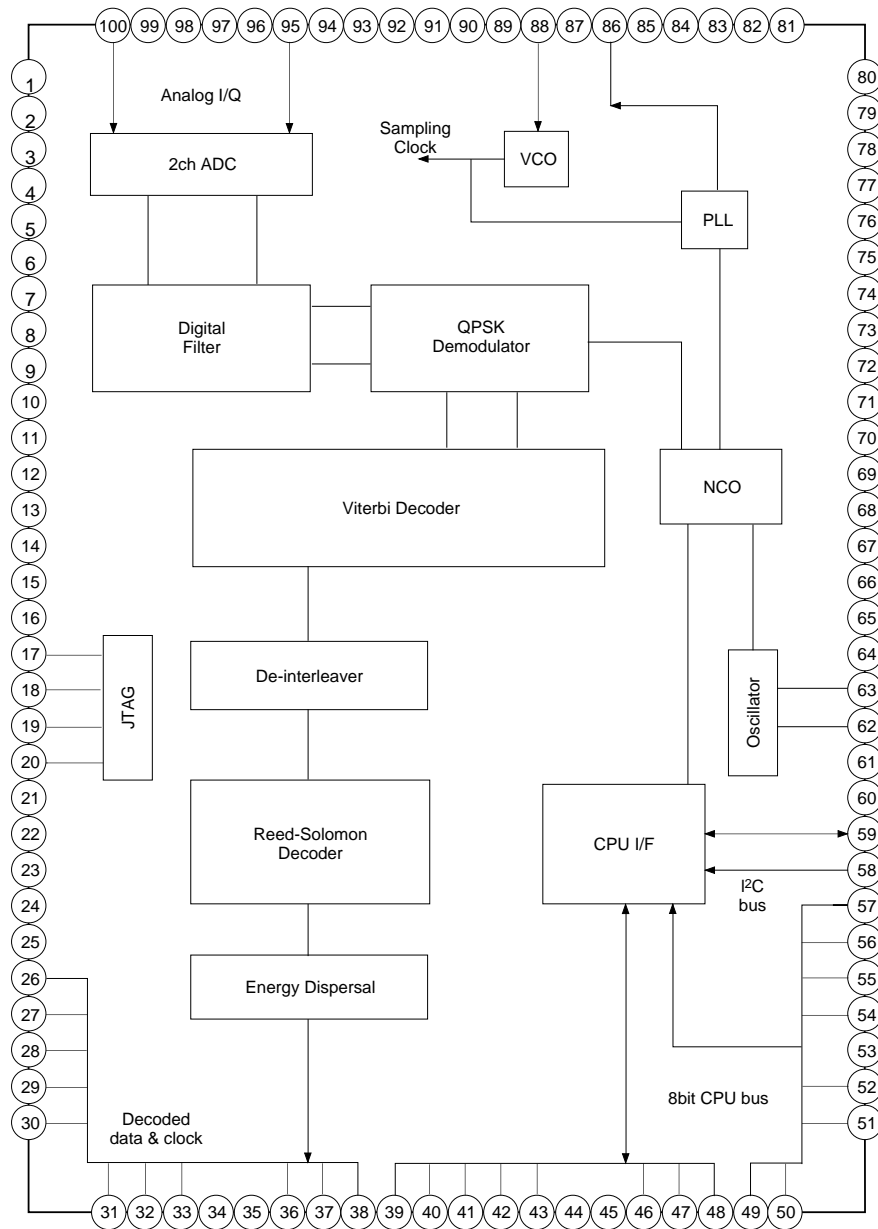 100 99 98 97 96 95 94 93 92 91 90 89 88 87 86 85 84 83 82 81
1
2
3
4
5
6
7
8
9
10
11
12
13
14
15
16
17
18
19
20
21
22
23
24
25
26
27
28
29
30
Analog I/Q
2ch ADC
Sampling
Clock
VCO
PLL
Digital
Filter
QPSK
Demodulator
Viterbi Decoder
NCO
JTAG
De-interleaver
Oscillator
Reed-Solomon
Decoder
CPU I/F
I²C
bus
Energy Dispersal
8bit CPU bus
Decoded
data & clock
80
79
78
77
76
75
74
73
72
71
70
69
68
67
66
65
64
63
62
61
60
59
58
57
56
55
54
53
52
51
31 32 33 34 35 36 37 38 39 40 41 42 43 44 45 46 47 48 49 50